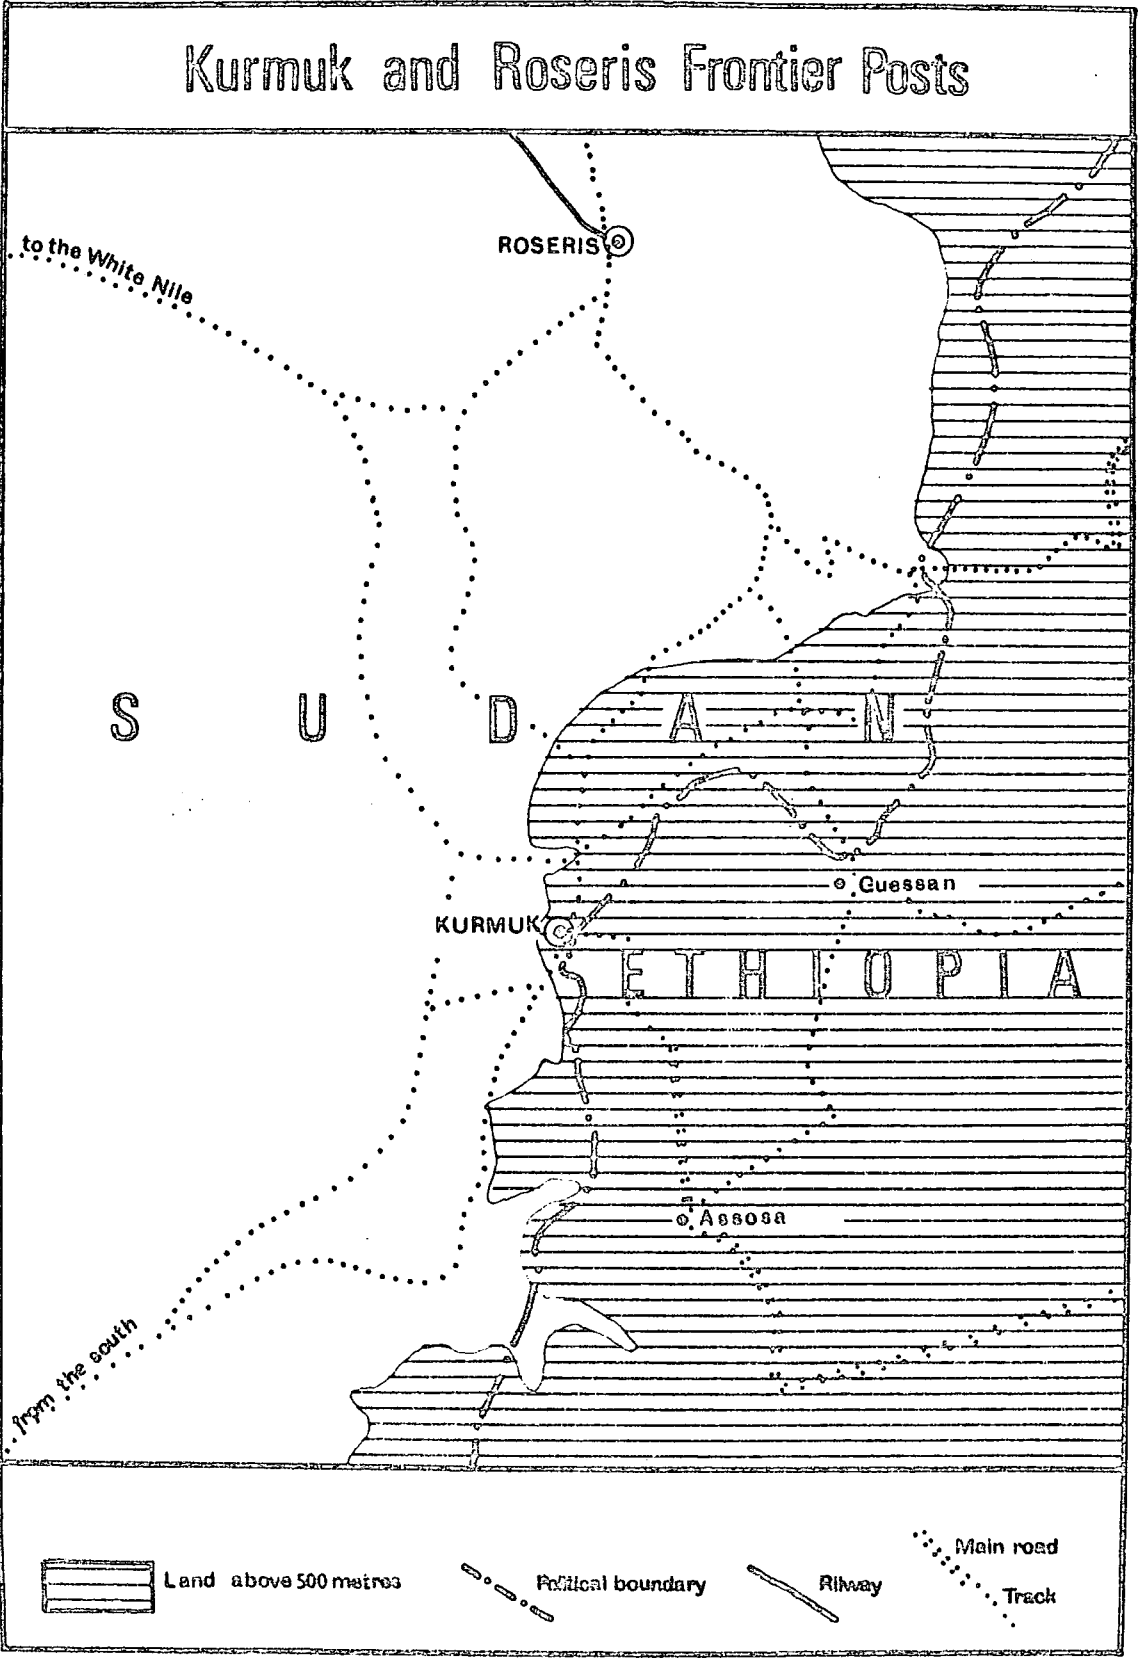 Kurmuk and Roseris Frontier Posts
to the White Nile
ROSERIS
S U D A N
Guessan
KURMUK
ETHIOPIA
Assosa
from the south
Land above 500 metres
Political boundary
Rilway
Main road
Track